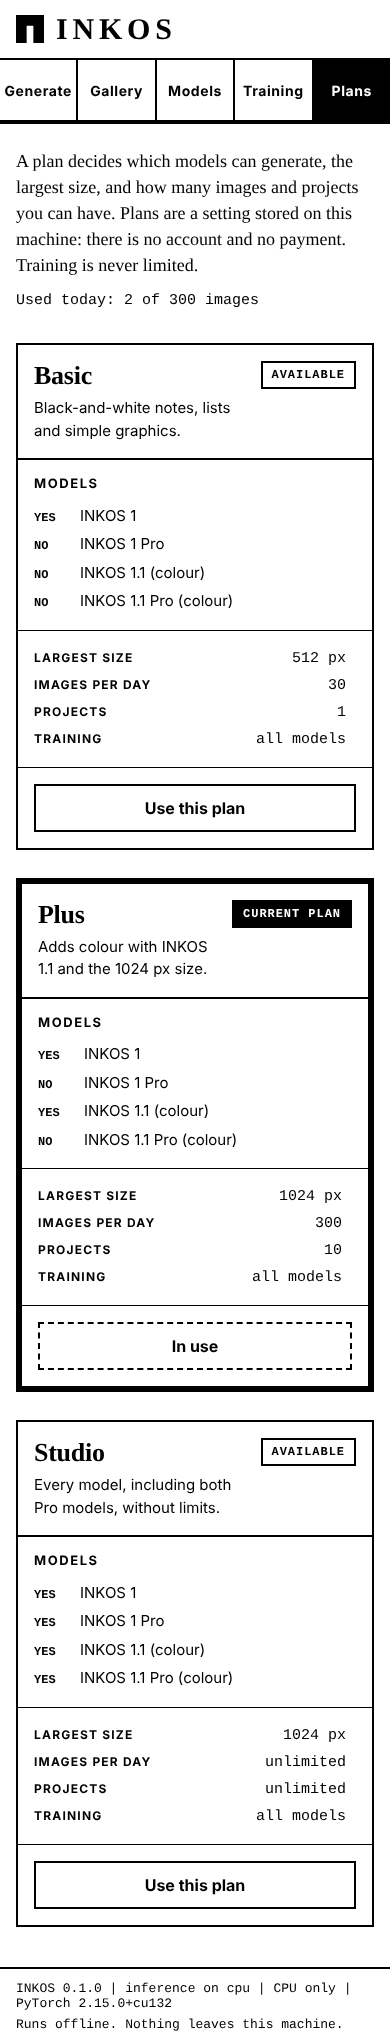 INKOS
Generate Gallery Models Training Plans
A plan decides which models can generate, the
largest size, and how many images and projects
you can have. Plans are a setting stored on this
machine: there is no account and no payment.
Training is never limited.
Used today: 2 of 300 images
Basic AVAILABLE
Black-and-white notes, lists
and simple graphics.
MODELS
YES INKOS 1
NO INKOS 1 Pro
NO INKOS 1.1 (colour)
NO INKOS 1.1 Pro (colour)
LARGEST SIZE 512 px
IMAGES PER DAY 30
PROJECTS 1
TRAINING all models
Use this plan
Plus CURRENT PLAN
Adds colour with INKOS
1.1 and the 1024 px size.
MODELS
YES INKOS 1
NO INKOS 1 Pro
YES INKOS 1.1 (colour)
NO INKOS 1.1 Pro (colour)
LARGEST SIZE 1024 px
IMAGES PER DAY 300
PROJECTS 10
TRAINING all models
In use
Studio AVAILABLE
Every model, including both
Pro models, without limits.
MODELS
YES INKOS 1
YES INKOS 1 Pro
YES INKOS 1.1 (colour)
YES INKOS 1.1 Pro (colour)
LARGEST SIZE 1024 px
IMAGES PER DAY unlimited
PROJECTS unlimited
TRAINING all models
Use this plan
INKOS 0.1.0 | inference on cpu | CPU only |
PyTorch 2.15.0+cu132
Runs offline. Nothing leaves this machine.